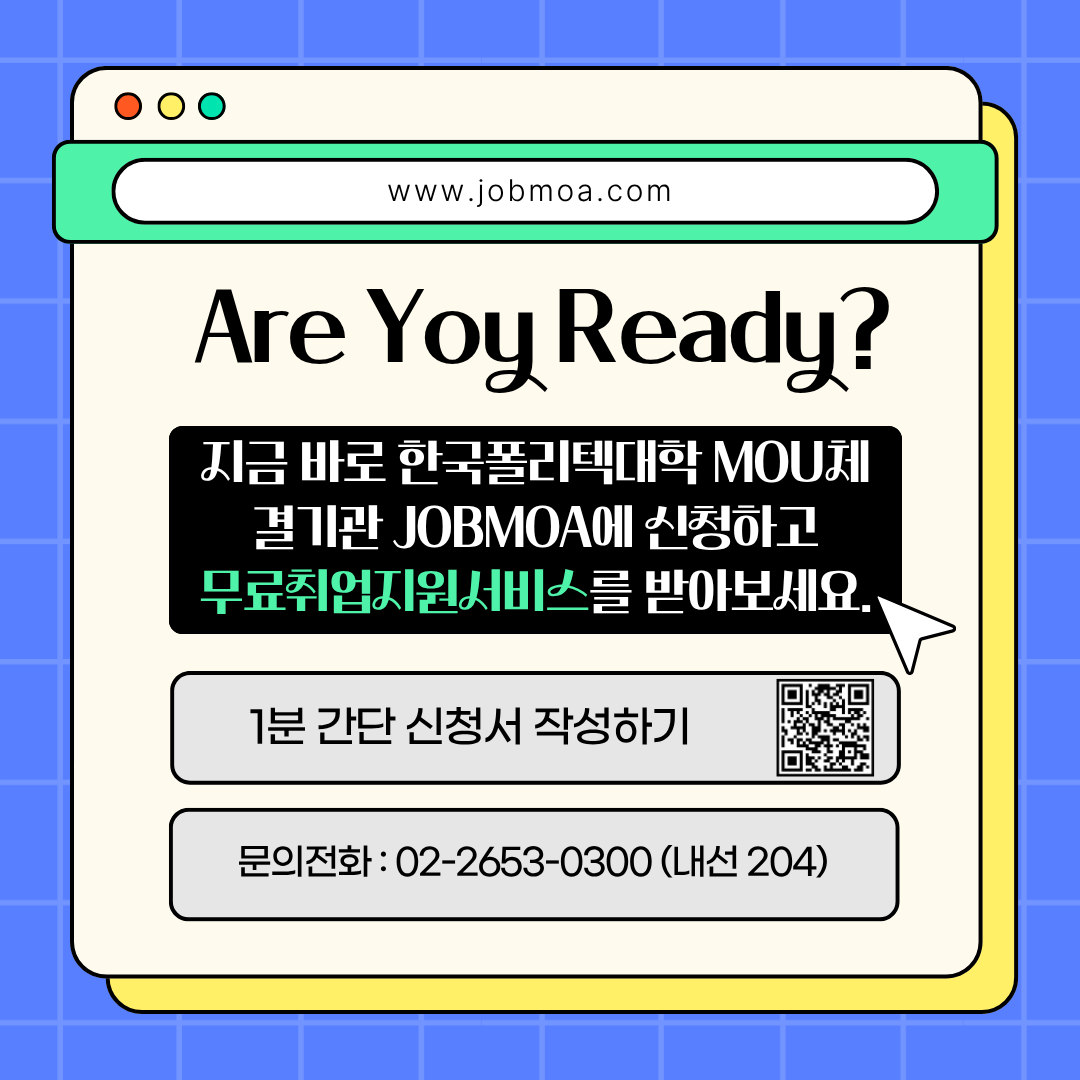 www.jobmoa.com
Are Yoy Ready?
지금 바로 한국폴리텍대학 MOU체
결기관 JOBMOA에 신청하고
무료취업지원서비스를 받아보세요.
1분 간단 신청서 작성하기
문의전화 : 02-2653-0300 (내선 204)